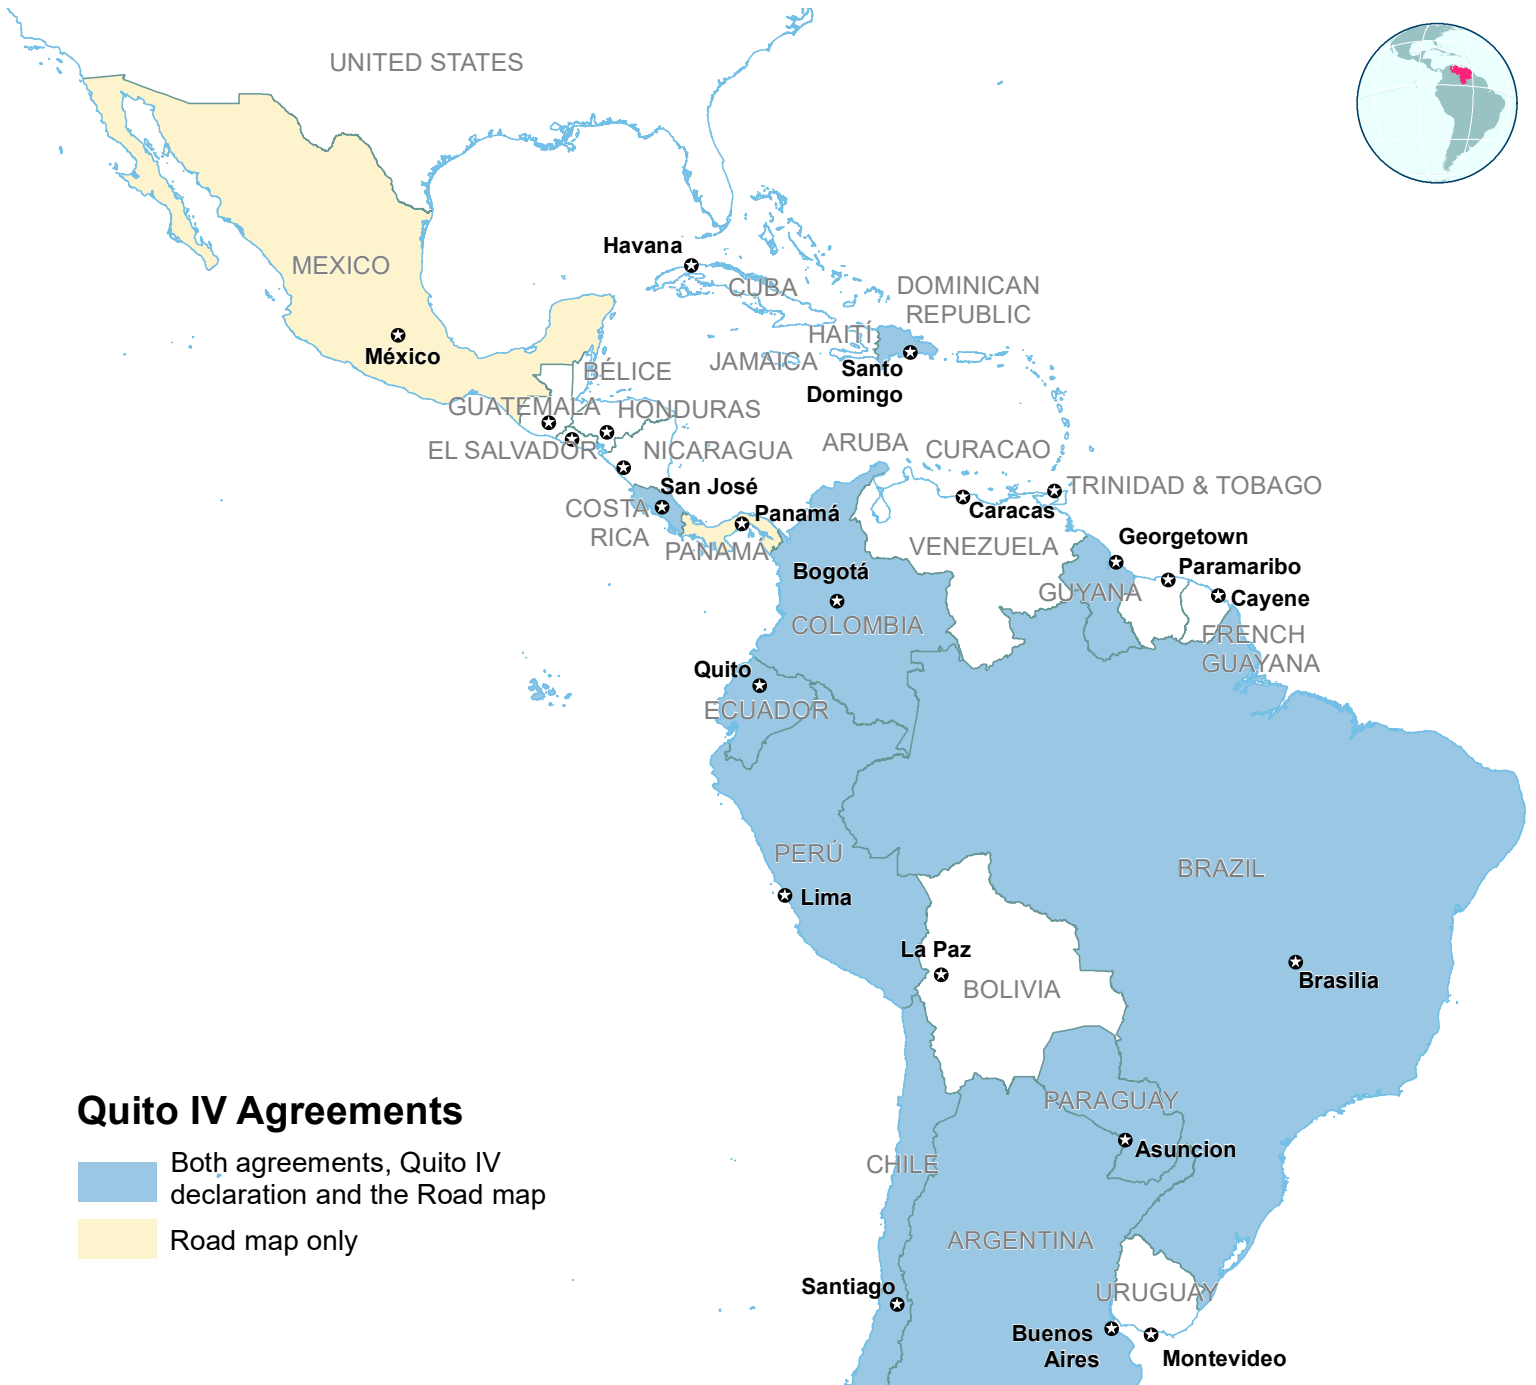 UNITED STATES
MEXICO
México
Havana
CUBA
DOMINICAN
REPUBLIC
HAITÍ
JAMAICA
Santo
Domingo
BÉLICE
GUATEMALA
HONDURAS
EL SALVADOR
NICARAGUA
ARUBA
CURACAO
TRINIDAD & TOBAGO
San José
COSTA
RICA
Panamá
PANAMÁ
Caracas
VENEZUELA
Georgetown
Paramaribo
GUYANA
Cayene
FRENCH
GUAYANA
Bogotá
COLOMBIA
Quito
ECUADOR
PERÚ
Lima
BRAZIL
Brasilia
La Paz
BOLIVIA
PARAGUAY
Asuncion
CHILE
ARGENTINA
Santiago
URUGUAY
Buenos
Aires
Montevideo
Quito IV Agreements
Both agreements, Quito IV
declaration and the Road map
Road map only